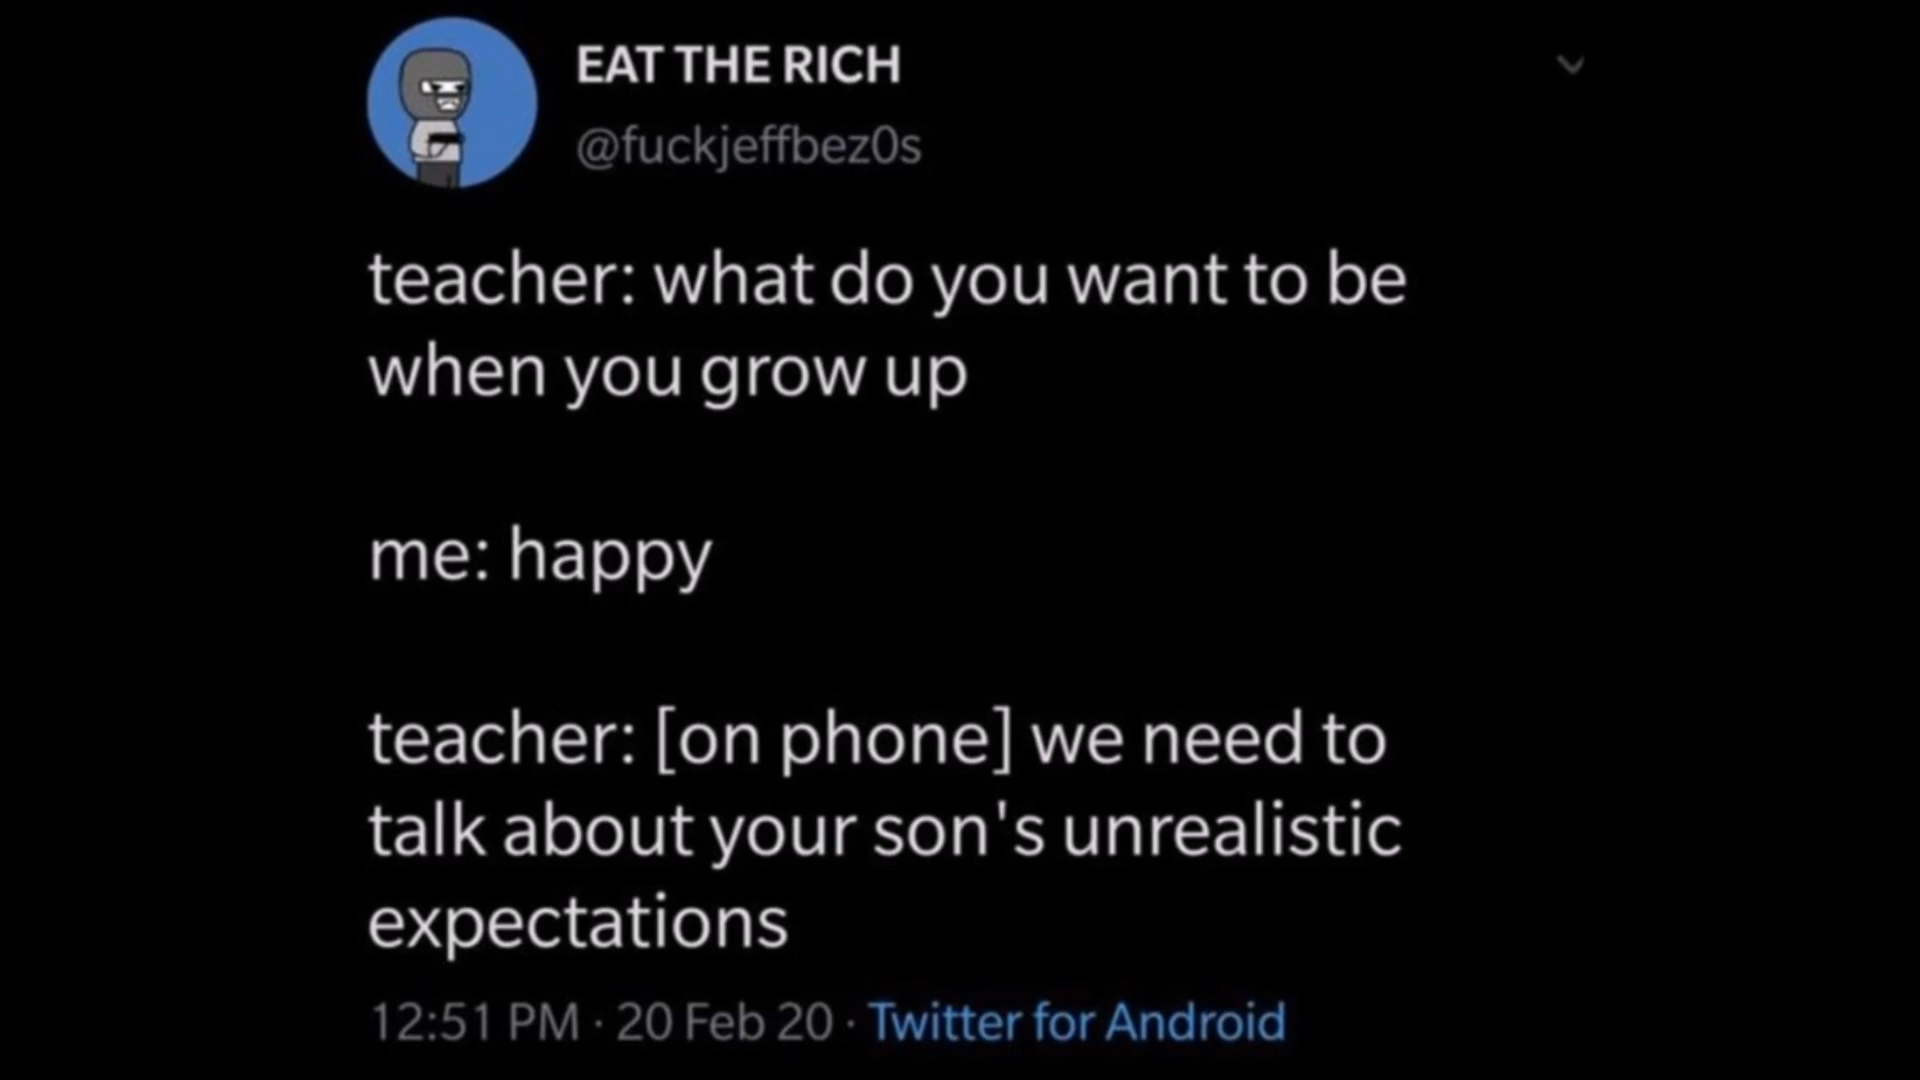 EAT THE RICH
@fuckjeffbez0s
teacher: what do you want to be
when you grow up
me: happy
teacher: [on phone] we need to
talk about your son's unrealistic
expectations
12:51 PM · 20 Feb 20 · Twitter for Android